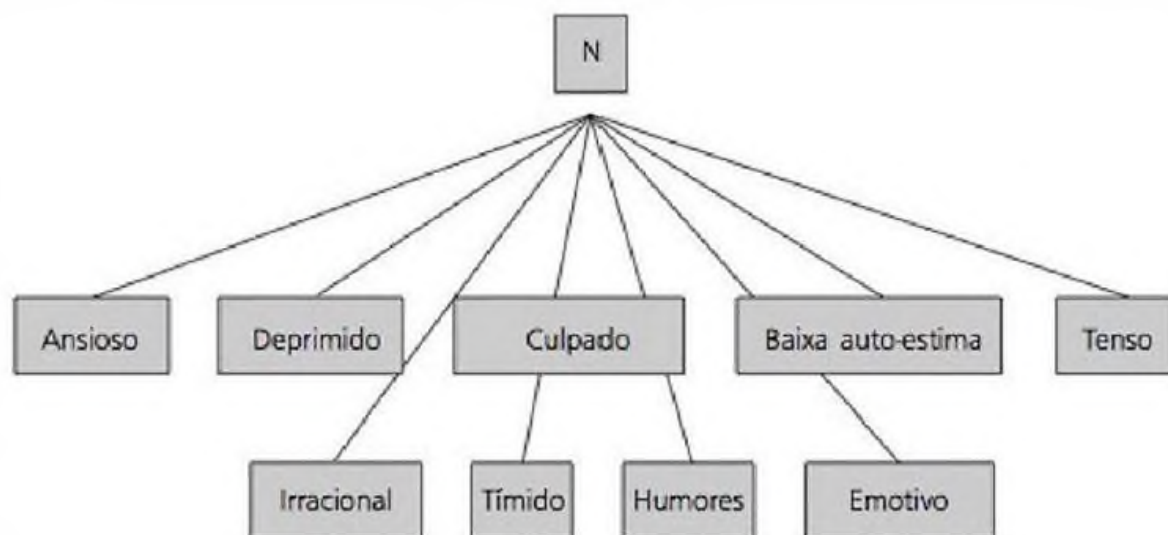 N
Ansioso
Deprimido
Culpado
Baixa auto-estima
Tenso
Irracional
Tímido
Humores
Emotivo